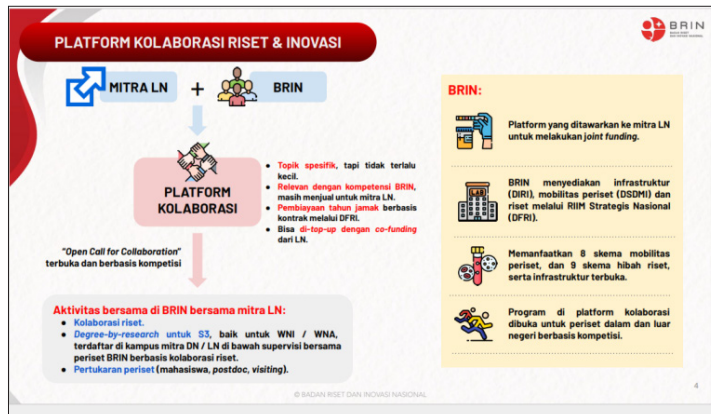 PLATFORM KOLABORASI RISET & INOVASI
BRIN
BADAN RISET
DAN INOVASI NASIONAL
MITRA LN + BRIN
PLATFORM
KOLABORASI
● Topik spesifik, tapi tidak terlalu
kecil.
● Relevan dengan kompetensi BRIN,
masih menjual untuk mitra LN.
● Pembiayaan tahun jamak berbasis
kontrak melalui DFRI.
● Bisa di-top-up dengan co-funding
dari LN.
"Open Call for Collaboration"
terbuka dan berbasis kompetisi
Aktivitas bersama di BRIN bersama mitra LN:
● Kolaborasi riset.
● Degree-by-research untuk S3, baik untuk WNI / WNA,
terdaftar di kampus mitra DN / LN di bawah supervisi bersama
periset BRIN berbasis kolaborasi riset.
● Pertukaran periset (mahasiswa, postdoc, visiting).
BRIN:
Platform yang ditawarkan ke mitra LN
untuk melakukan joint funding.
LAB
BRIN menyediakan infrastruktur
(DIRI), mobilitas periset (DSDMI) dan
riset melalui RIIM Strategis Nasional
(DFRI).
Memanfaatkan 8 skema mobilitas
periset, dan 9 skema hibah riset,
serta infrastruktur terbuka.
Program di platform kolaborasi
dibuka untuk periset dalam dan luar
negeri berbasis kompetisi.
© BADAN RISET DAN INOVASI NASIONAL
4